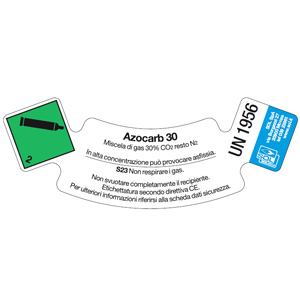 Azocarb 30
Miscela di gas 30% CO₂ resto N₂
In alta concentrazione può provocare asfissia.
S23 Non respirare i gas.
Non svuotare completamente il recipiente.
Etichettatura secondo direttiva CE.
Per ulteriori informazioni riferirsi alla scheda dati sicurezza.
2
UN 1956
SOL SpA